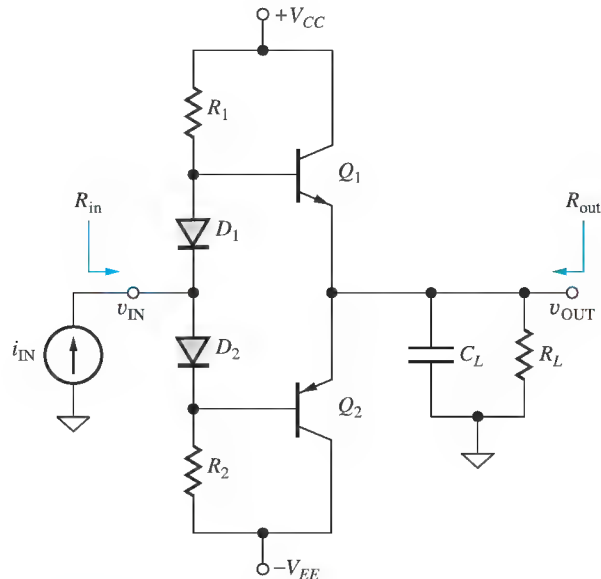 +V_CC
R_1
Q_1
R_in
R_out
D_1
v_IN
v_OUT
i_IN
D_2
C_L
R_L
Q_2
R_2
−V_EE